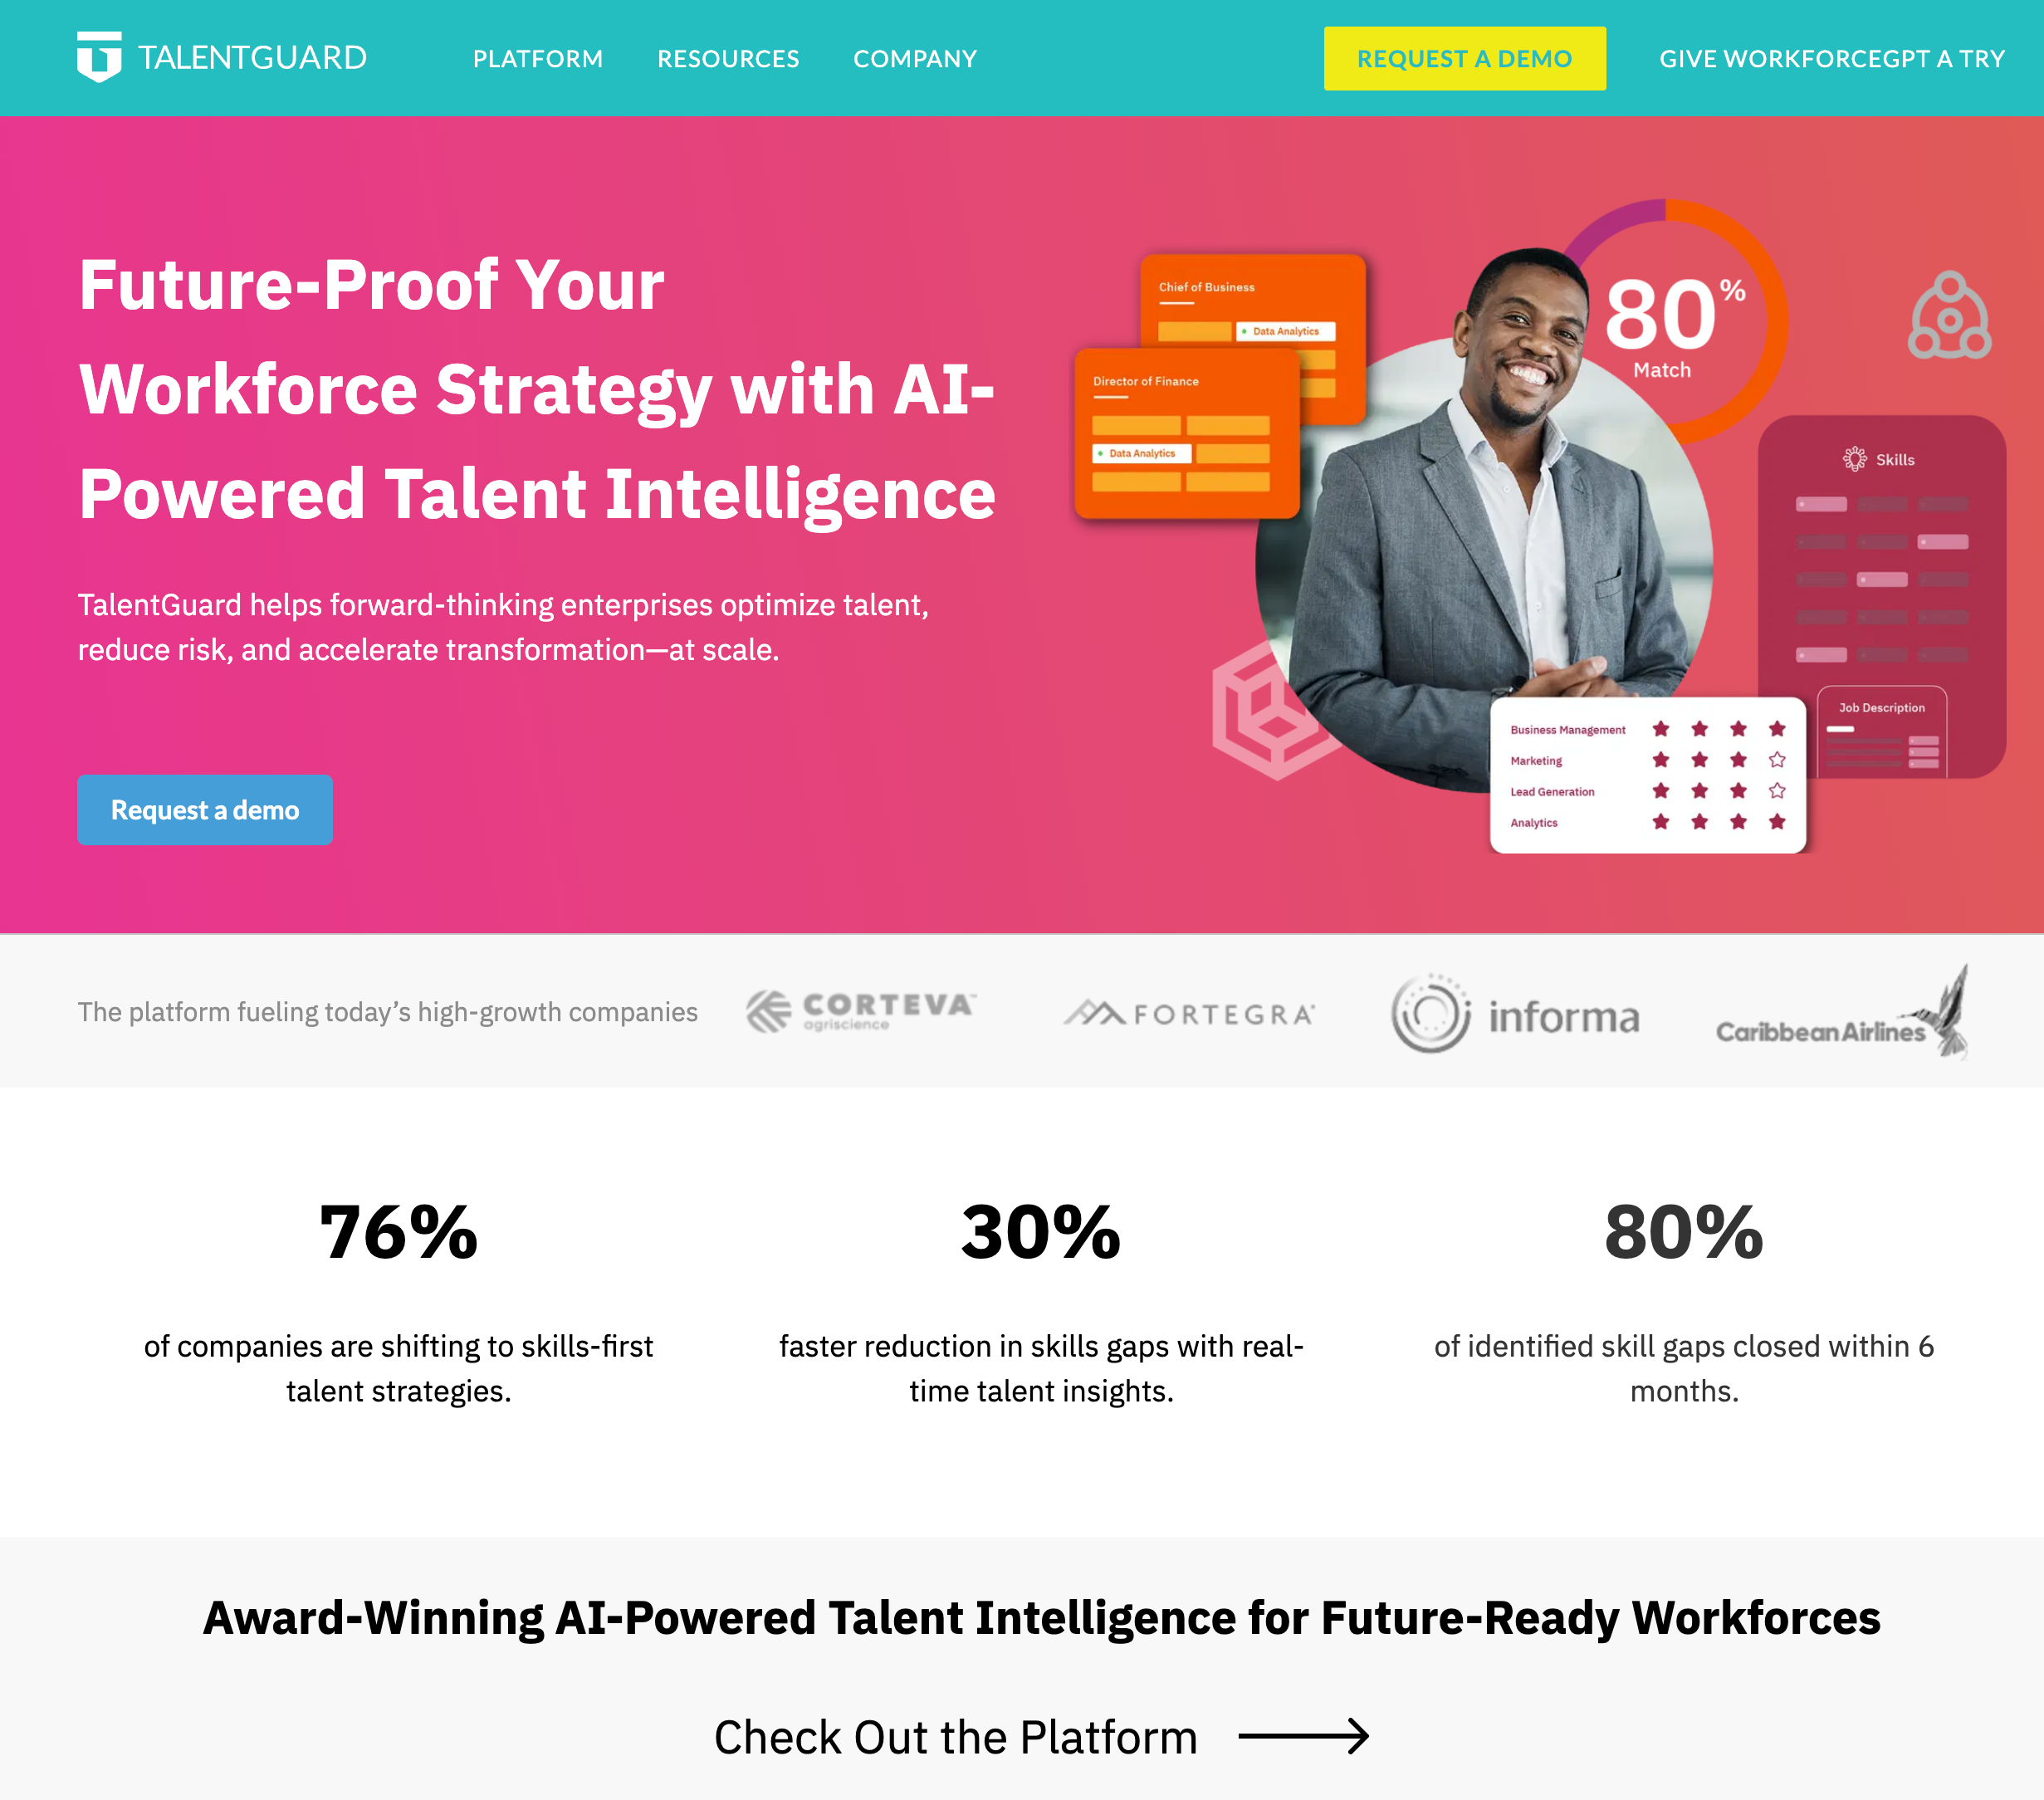 TALENTGUARD
PLATFORM
RESOURCES
COMPANY
REQUEST A DEMO
GIVE WORKFORCEGPT A TRY
Future-Proof Your
Workforce Strategy with AI-
Powered Talent Intelligence
TalentGuard helps forward-thinking enterprises optimize talent,
reduce risk, and accelerate transformation—at scale.
Request a demo
Chief of Business
Data Analytics
Director of Finance
Data Analytics
80%
Match
Skills
Job Description
Business Management
Marketing
Lead Generation
Analytics
The platform fueling today’s high-growth companies
CORTEVA™
agriscience
FORTEGRA®
informa
Caribbean Airlines
76%
of companies are shifting to skills-first
talent strategies.
30%
faster reduction in skills gaps with real-
time talent insights.
80%
of identified skill gaps closed within 6
months.
Award-Winning AI-Powered Talent Intelligence for Future-Ready Workforces
Check Out the Platform